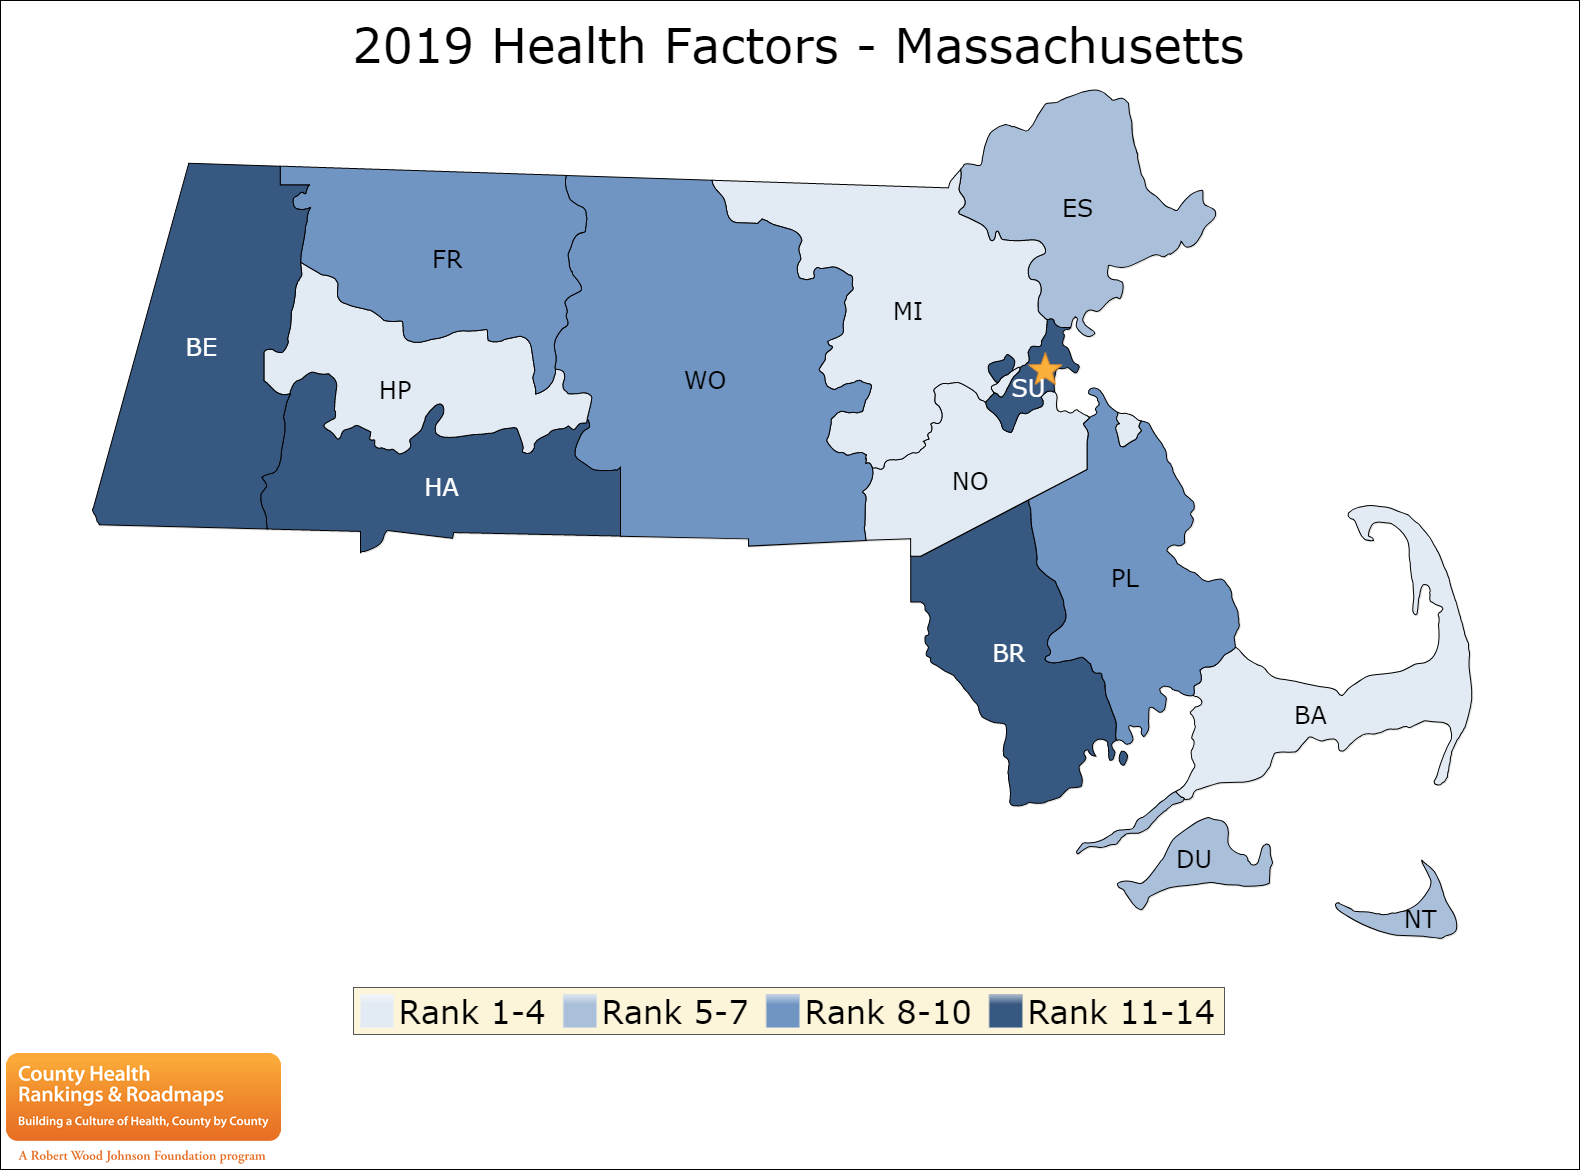 2019 Health Factors - Massachusetts
ES
FR
MI
BE
WO
HP
SU
HA
NO
PL
BR
BA
DU
NT
Rank 1-4 Rank 5-7 Rank 8-10 Rank 11-14
County Health
Rankings & Roadmaps
Building a Culture of Health, County by County
A Robert Wood Johnson Foundation program